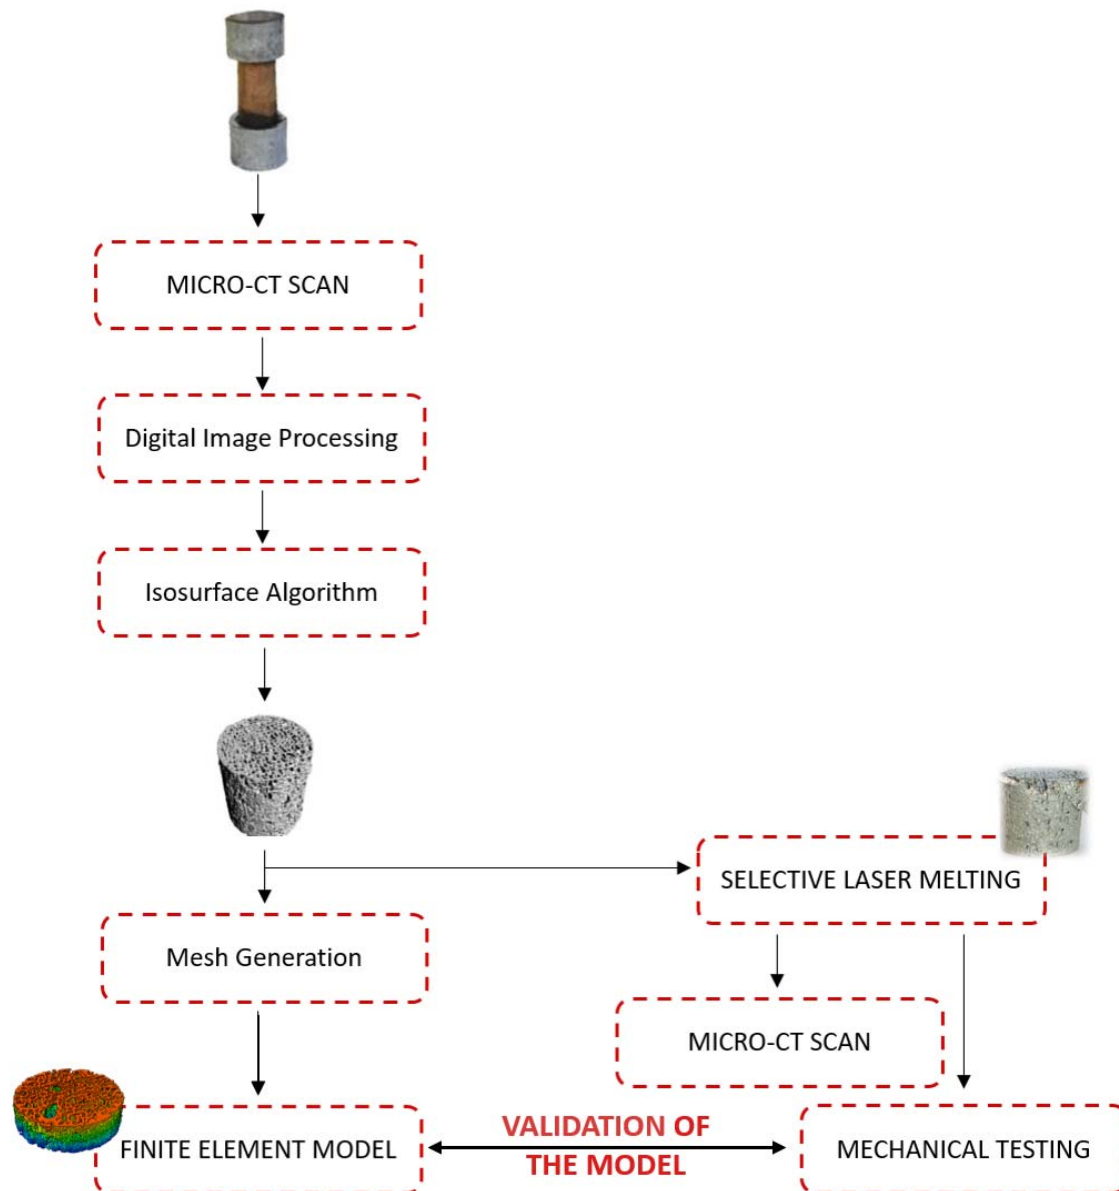 MICRO-CT SCAN
Digital Image Processing
Isosurface Algorithm
SELECTIVE LASER MELTING
Mesh Generation
MICRO-CT SCAN
FINITE ELEMENT MODEL
VALIDATION OF
THE MODEL
MECHANICAL TESTING